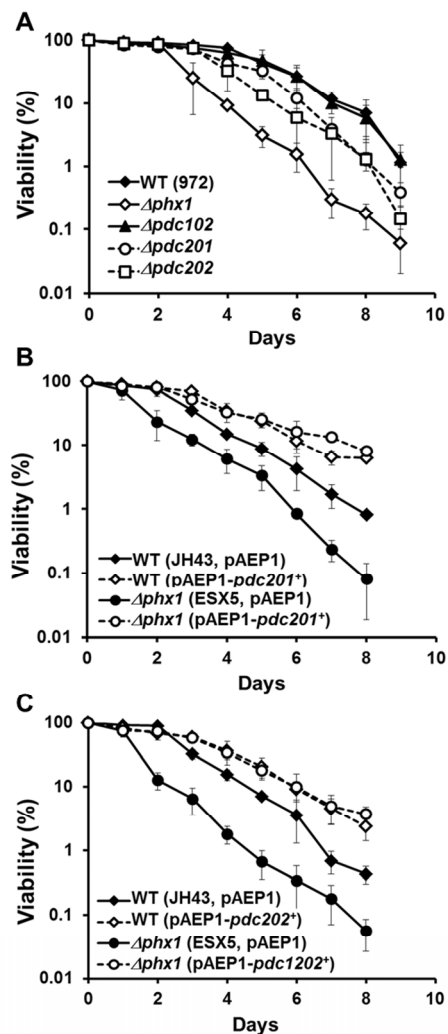 A
Viability (%)
100
10
1
0.1
0.01
WT (972)
Δphx1
Δpdc102
Δpdc201
Δpdc202
0 2 4 6 8 10
Days
B
Viability (%)
100
10
1
0.1
0.01
WT (JH43, pAEP1)
WT (pAEP1-pdc201⁺)
Δphx1 (ESX5, pAEP1)
Δphx1 (pAEP1-pdc201⁺)
0 2 4 6 8 10
Days
C
Viability (%)
100
10
1
0.1
0.01
WT (JH43, pAEP1)
WT (pAEP1-pdc202⁺)
Δphx1 (ESX5, pAEP1)
Δphx1 (pAEP1-pdc1202⁺)
0 2 4 6 8 10
Days